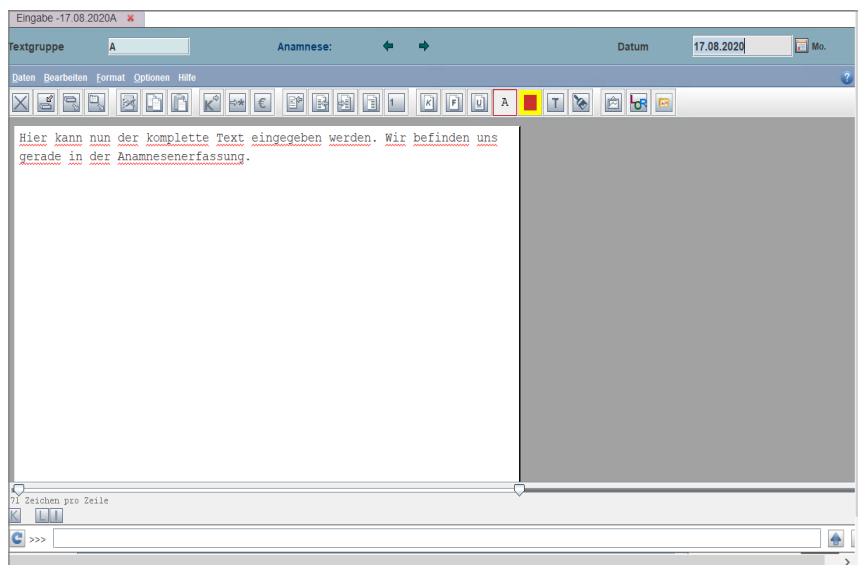 Eingabe -17.08.2020A
Textgruppe A Anamnese: Datum 17.08.2020 Mo.
Daten Bearbeiten Format Optionen Hilfe ?
K € 1 K F U A T
Hier kann nun der komplette Text eingegeben werden. Wir befinden uns
gerade in der Anamnesenerfassung.
71 Zeichen pro Zeile
K L I
>>>